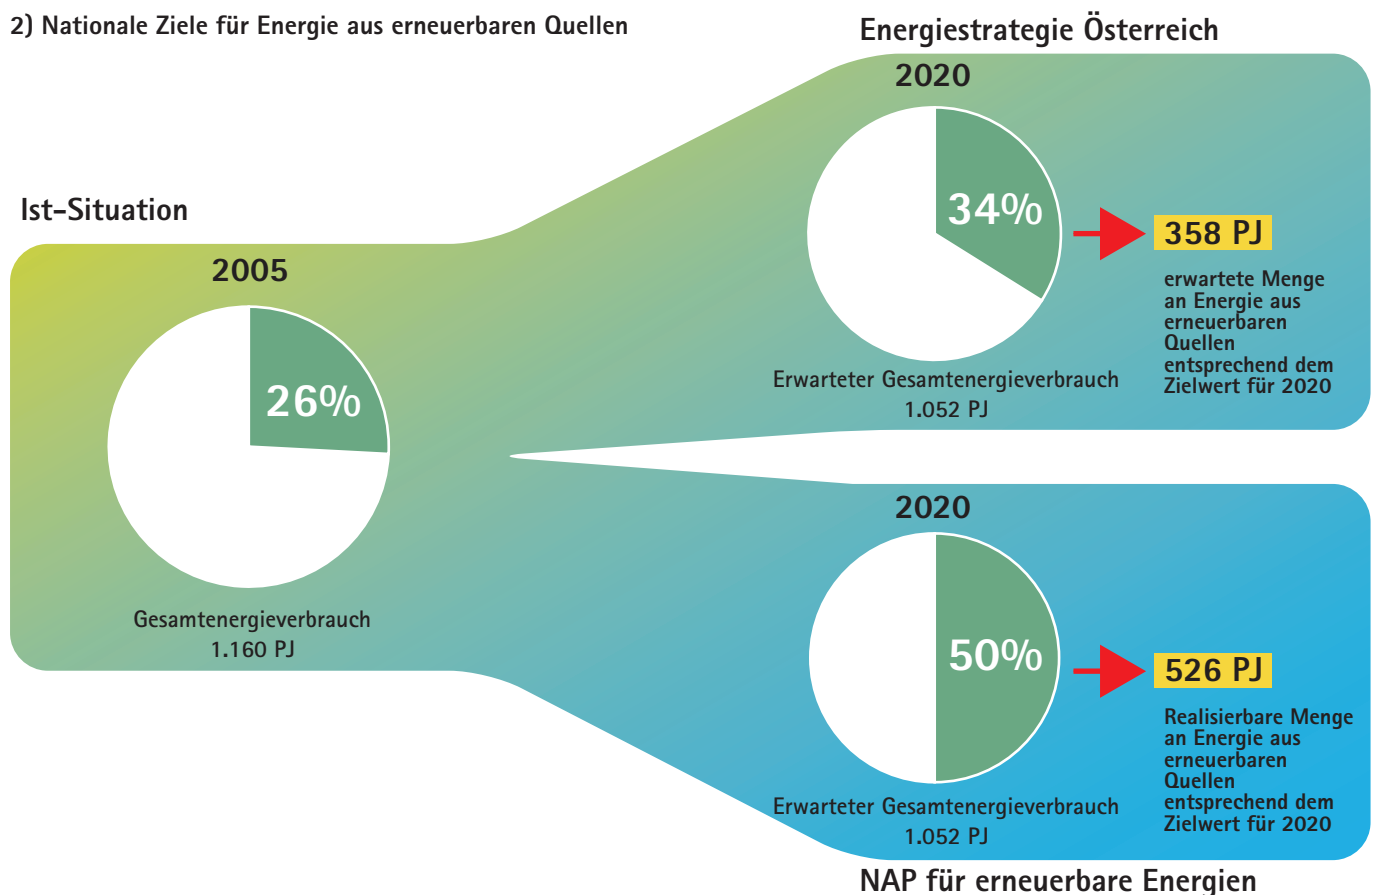 2) Nationale Ziele für Energie aus erneuerbaren Quellen
Energiestrategie Österreich
Ist-Situation
2005
26%
Gesamtenergieverbrauch
1.160 PJ
2020
34%
Erwarteter Gesamtenergieverbrauch
1.052 PJ
358 PJ
erwartete Menge
an Energie aus
erneuerbaren
Quellen
entsprechend dem
Zielwert für 2020
2020
50%
Erwarteter Gesamtenergieverbrauch
1.052 PJ
526 PJ
Realisierbare Menge
an Energie aus
erneuerbaren
Quellen
entsprechend dem
Zielwert für 2020
NAP für erneuerbare Energien